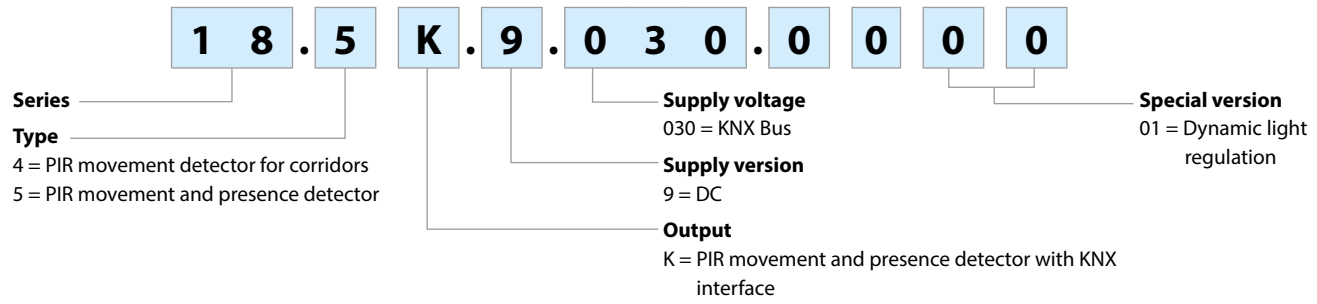 1 8 . 5 K . 9 . 0 3 0 . 0 0 0 0
Series
Type
4 = PIR movement detector for corridors
5 = PIR movement and presence detector
Supply voltage
030 = KNX Bus
Supply version
9 = DC
Output
K = PIR movement and presence detector with KNX
interface
Special version
01 = Dynamic light
regulation